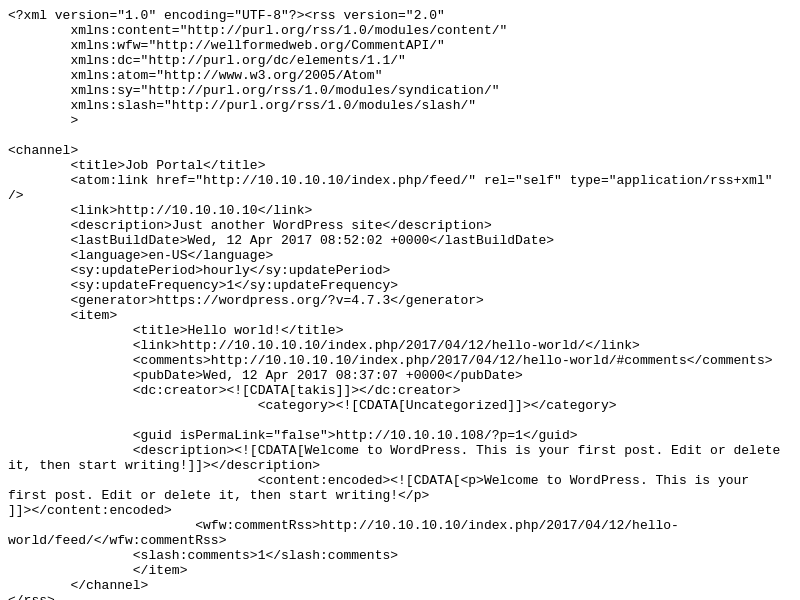 <?xml version="1.0" encoding="UTF-8"?><rss version="2.0"
xmlns:content="http://purl.org/rss/1.0/modules/content/"
xmlns:wfw="http://wellformedweb.org/CommentAPI/"
xmlns:dc="http://purl.org/dc/elements/1.1/"
xmlns:atom="http://www.w3.org/2005/Atom"
xmlns:sy="http://purl.org/rss/1.0/modules/syndication/"
xmlns:slash="http://purl.org/rss/1.0/modules/slash/"
>
<channel>
<title>Job Portal</title>
<atom:link href="http://10.10.10.10/index.php/feed/" rel="self" type="application/rss+xml"
/>
<link>http://10.10.10.10</link>
<description>Just another WordPress site</description>
<lastBuildDate>Wed, 12 Apr 2017 08:52:02 +0000</lastBuildDate>
<language>en-US</language>
<sy:updatePeriod>hourly</sy:updatePeriod>
<sy:updateFrequency>1</sy:updateFrequency>
<generator>https://wordpress.org/?v=4.7.3</generator>
<item>
<title>Hello world!</title>
<link>http://10.10.10.10/index.php/2017/04/12/hello-world/</link>
<comments>http://10.10.10.10/index.php/2017/04/12/hello-world/#comments</comments>
<pubDate>Wed, 12 Apr 2017 08:37:07 +0000</pubDate>
<dc:creator><![CDATA[takis]]></dc:creator>
<category><![CDATA[Uncategorized]]></category>
<guid isPermaLink="false">http://10.10.10.108/?p=1</guid>
<description><![CDATA[Welcome to WordPress. This is your first post. Edit or delete
it, then start writing!]]></description>
<content:encoded><![CDATA[<p>Welcome to WordPress. This is your
first post. Edit or delete it, then start writing!</p>
]]></content:encoded>
<wfw:commentRss>http://10.10.10.10/index.php/2017/04/12/hello-
world/feed/</wfw:commentRss>
<slash:comments>1</slash:comments>
</item>
</channel>
</rss>